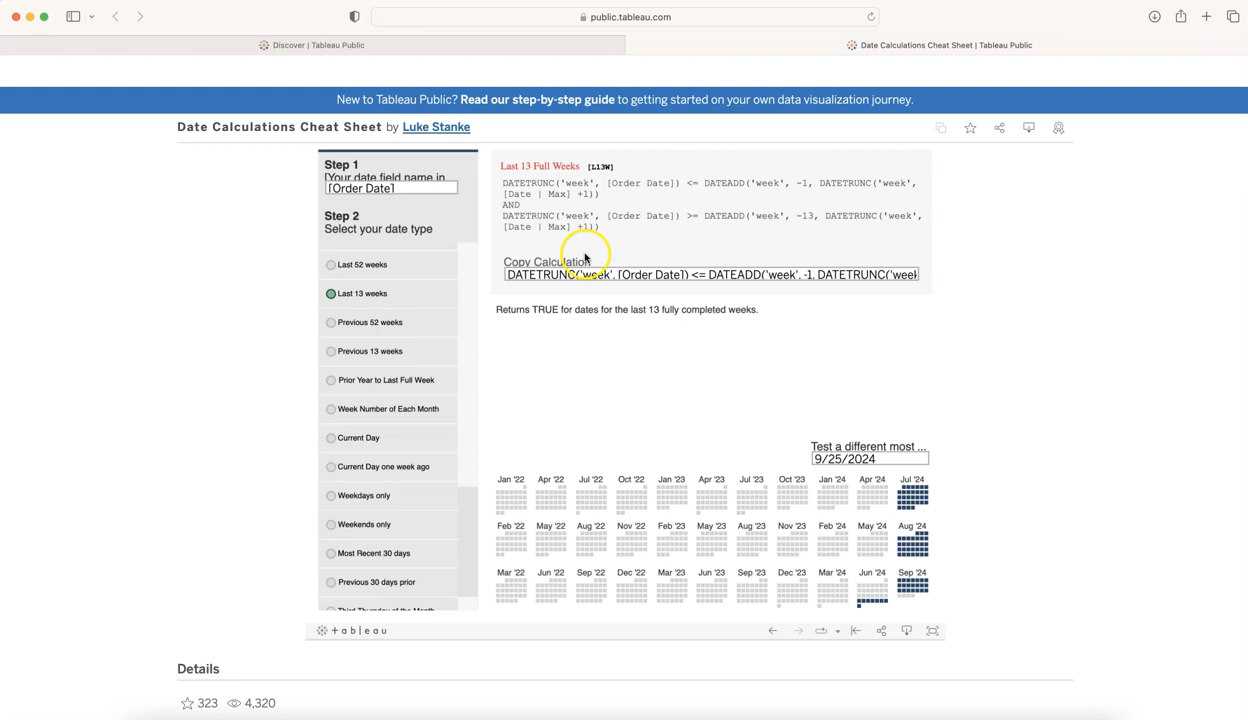 public.tableau.com
Discover | Tableau Public
Date Calculations Cheat Sheet | Tableau Public
New to Tableau Public? Read our step-by-step guide to getting started on your own data visualization journey.
Date Calculations Cheat Sheet by Luke Stanke
Step 1
[Your date field name in
[Order Date]
Step 2
Select your date type
Last 52 weeks
Last 13 weeks
Previous 52 weeks
Previous 13 weeks
Prior Year to Last Full Week
Week Number of Each Month
Current Day
Current Day one week ago
Weekdays only
Weekends only
Most Recent 30 days
Previous 30 days prior
Third Thursday of the Month
Last 13 Full Weeks [L13W]
DATETRUNC('week', [Order Date]) <= DATEADD('week', -1, DATETRUNC('week',
[Date | Max] +1))
AND
DATETRUNC('week', [Order Date]) >= DATEADD('week', -13, DATETRUNC('week',
[Date | Max] +1))
Copy Calculation
DATETRUNC('week', [Order Date]) <= DATEADD('week', -1, DATETRUNC('week
Returns TRUE for dates for the last 13 fully completed weeks.
Test a different most ...
9/25/2024
Jan '22 Apr '22 Jul '22 Oct '22 Jan '23 Apr '23 Jul '23 Oct '23 Jan '24 Apr '24 Jul '24
Feb '22 May '22 Aug '22 Nov '22 Feb '23 May '23 Aug '23 Nov '23 Feb '24 May '24 Aug '24
Mar '22 Jun '22 Sep '22 Dec '22 Mar '23 Jun '23 Sep '23 Dec '23 Mar '24 Jun '24 Sep '24
+ a b l e a u
Details
323 4,320